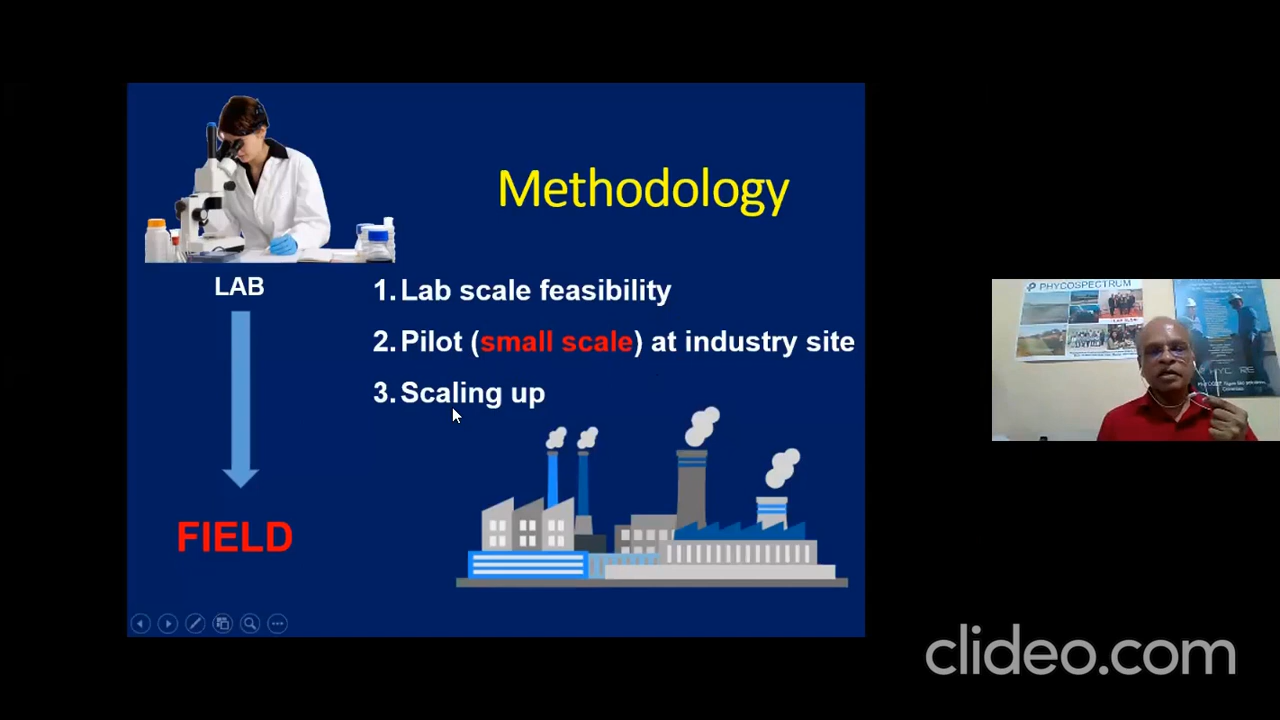 Methodology
LAB
1. Lab scale feasibility
2. Pilot (small scale) at industry site
3. Scaling up
FIELD
PHYCOSPECTRUM
clideo.com